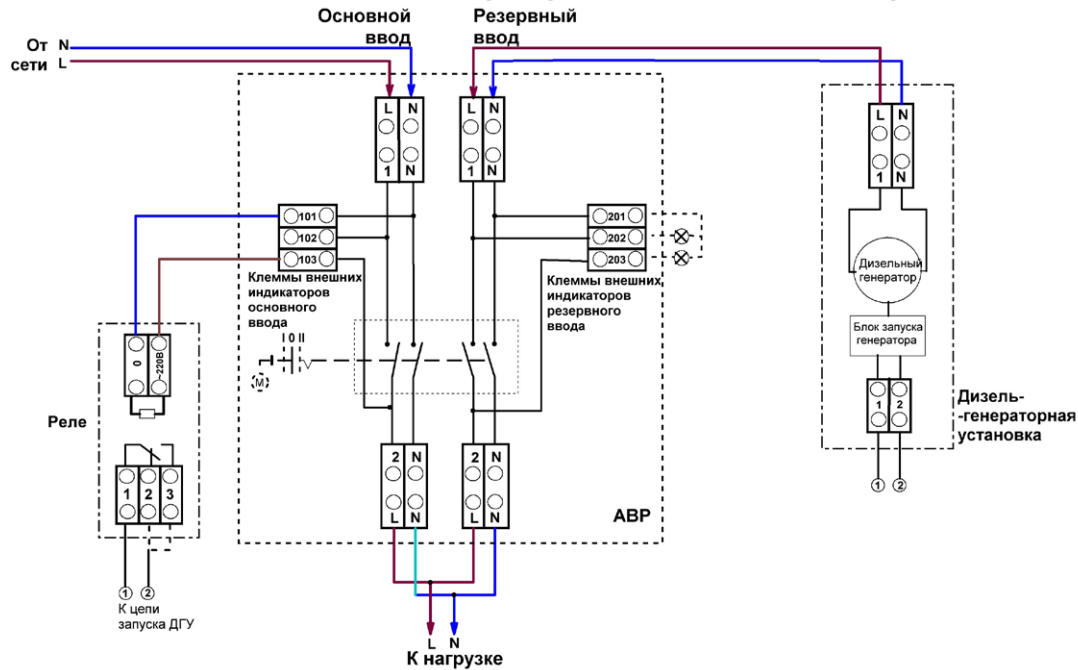 Основной
ввод
Резервный
ввод
От
сети
N
L
L
N
1
N
L
N
1
N
L
N
1
N
101
102
103
201
202
203
Клеммы внешних
индикаторов
основного
ввода
Клеммы внешних
индикаторов
резервного
ввода
Дизельный
генератор
Блок запуска
генератора
1
2
Дизель-
-генераторная
установка
1
2
I 0 II
M
0
~220В
Реле
1
2
3
2
N
L
N
2
N
L
N
АВР
1
2
К цепи
запуска ДГУ
L
N
К нагрузке